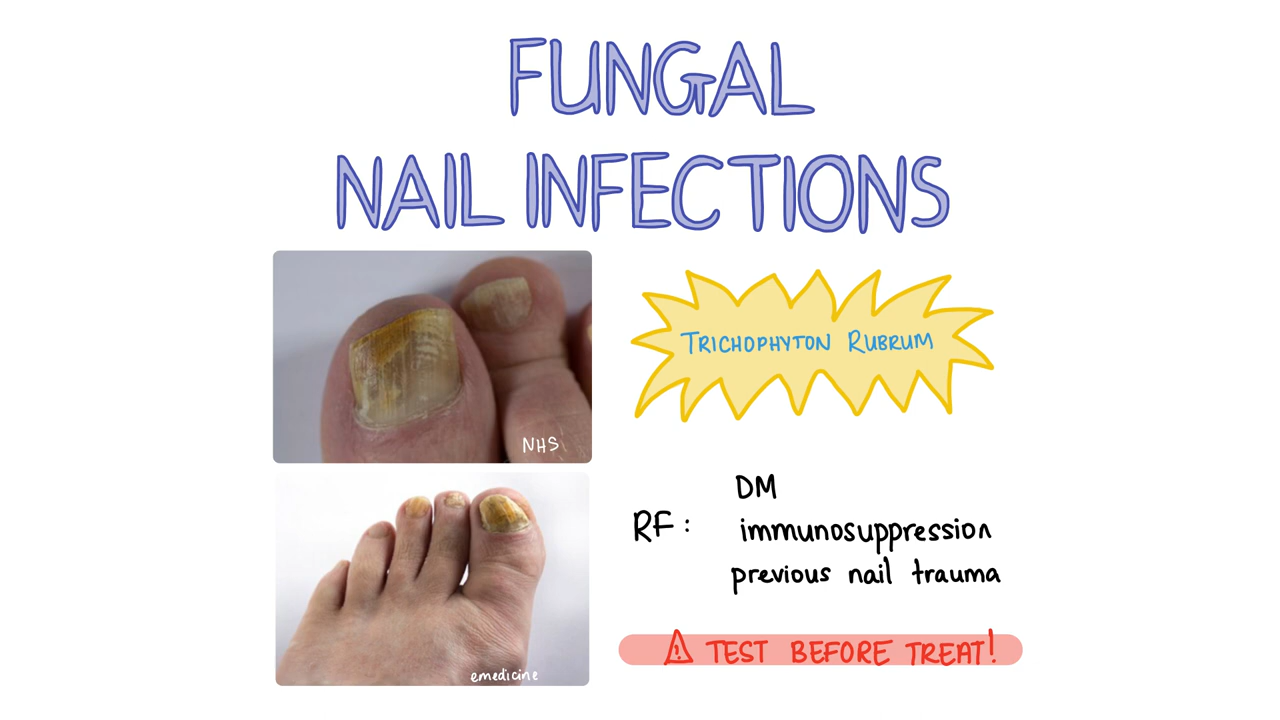 FUNGAL
NAIL INFECTIONS
NHS
TRICHOPHYTON RUBRUM
DM
RF :
immunosuppression
previous nail trauma
emedicine
⚠ TEST BEFORE TREAT!